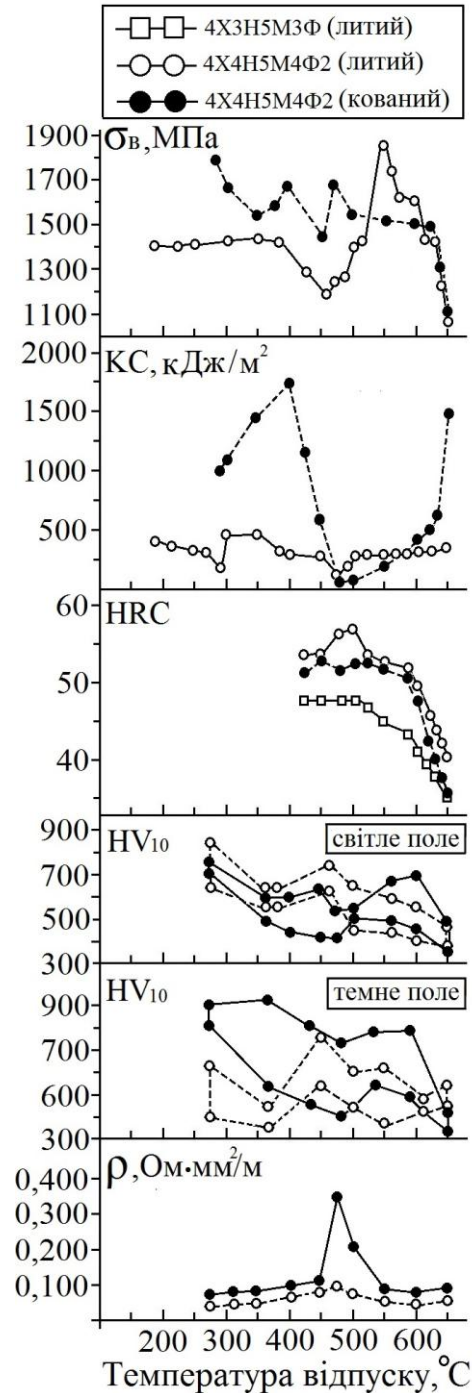 4Х3Н5М3Ф (литий)
4Х4Н5М4Ф2 (литий)
4Х4Н5М4Ф2 (кований)
σв, МПа
1900
1700
1500
1300
1100
KC, кДж/м²
2000
1500
1000
500
HRC
60
50
40
HV₁₀
світле поле
900
700
500
300
HV₁₀
темне поле
900
700
600
300
ρ, Ом·мм²/м
0,400
0,300
0,200
0,100
200 300 400 500 600
Температура відпуску, °C